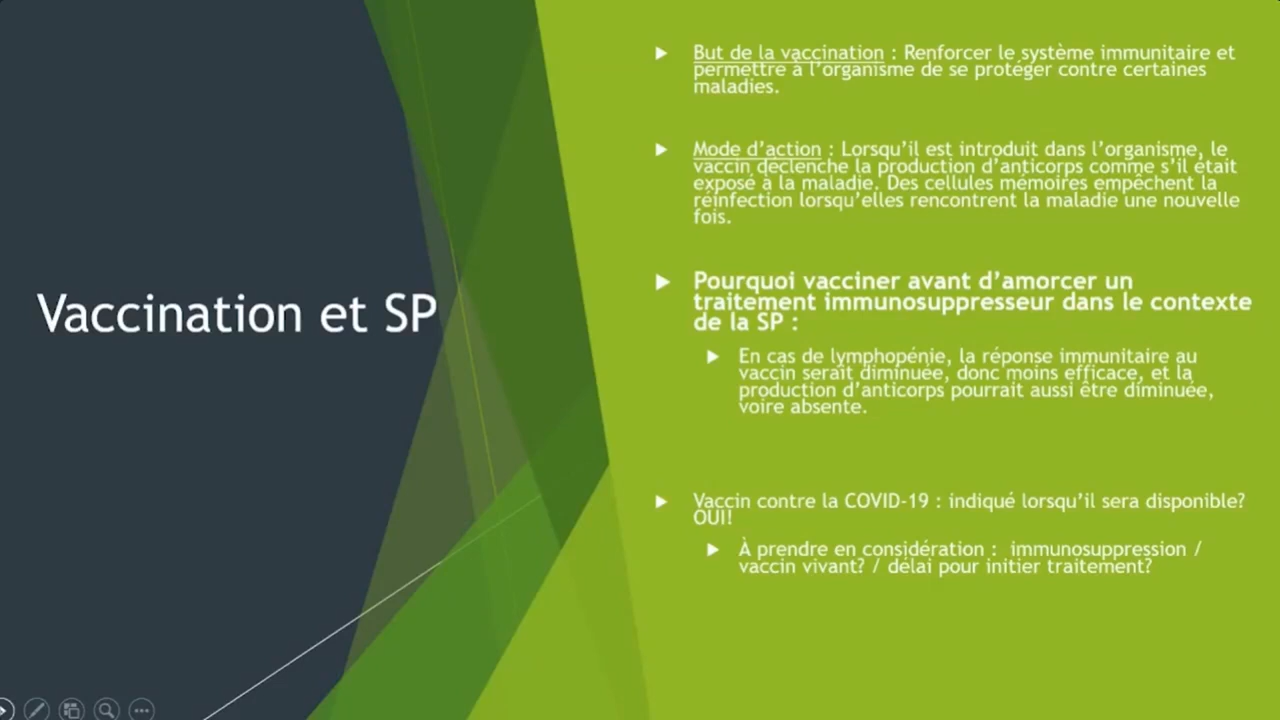 Vaccination et SP
But de la vaccination : Renforcer le système immunitaire et
permettre à l'organisme de se protéger contre certaines
maladies.
Mode d'action : Lorsqu'il est introduit dans l'organisme, le
vaccin déclenche la production d'anticorps comme s'il était
exposé à la maladie. Des cellules mémoires empêchent la
réinfection lorsqu'elles rencontrent la maladie une nouvelle
fois.
Pourquoi vacciner avant d'amorcer un
traitement immunosuppresseur dans le contexte
de la SP :
En cas de lymphopénie, la réponse immunitaire au
vaccin serait diminuée, donc moins efficace, et la
production d'anticorps pourrait aussi être diminuée,
voire absente.
Vaccin contre la COVID-19 : indiqué lorsqu'il sera disponible?
OUI!
À prendre en considération : immunosuppression /
vaccin vivant? / délai pour initier traitement?